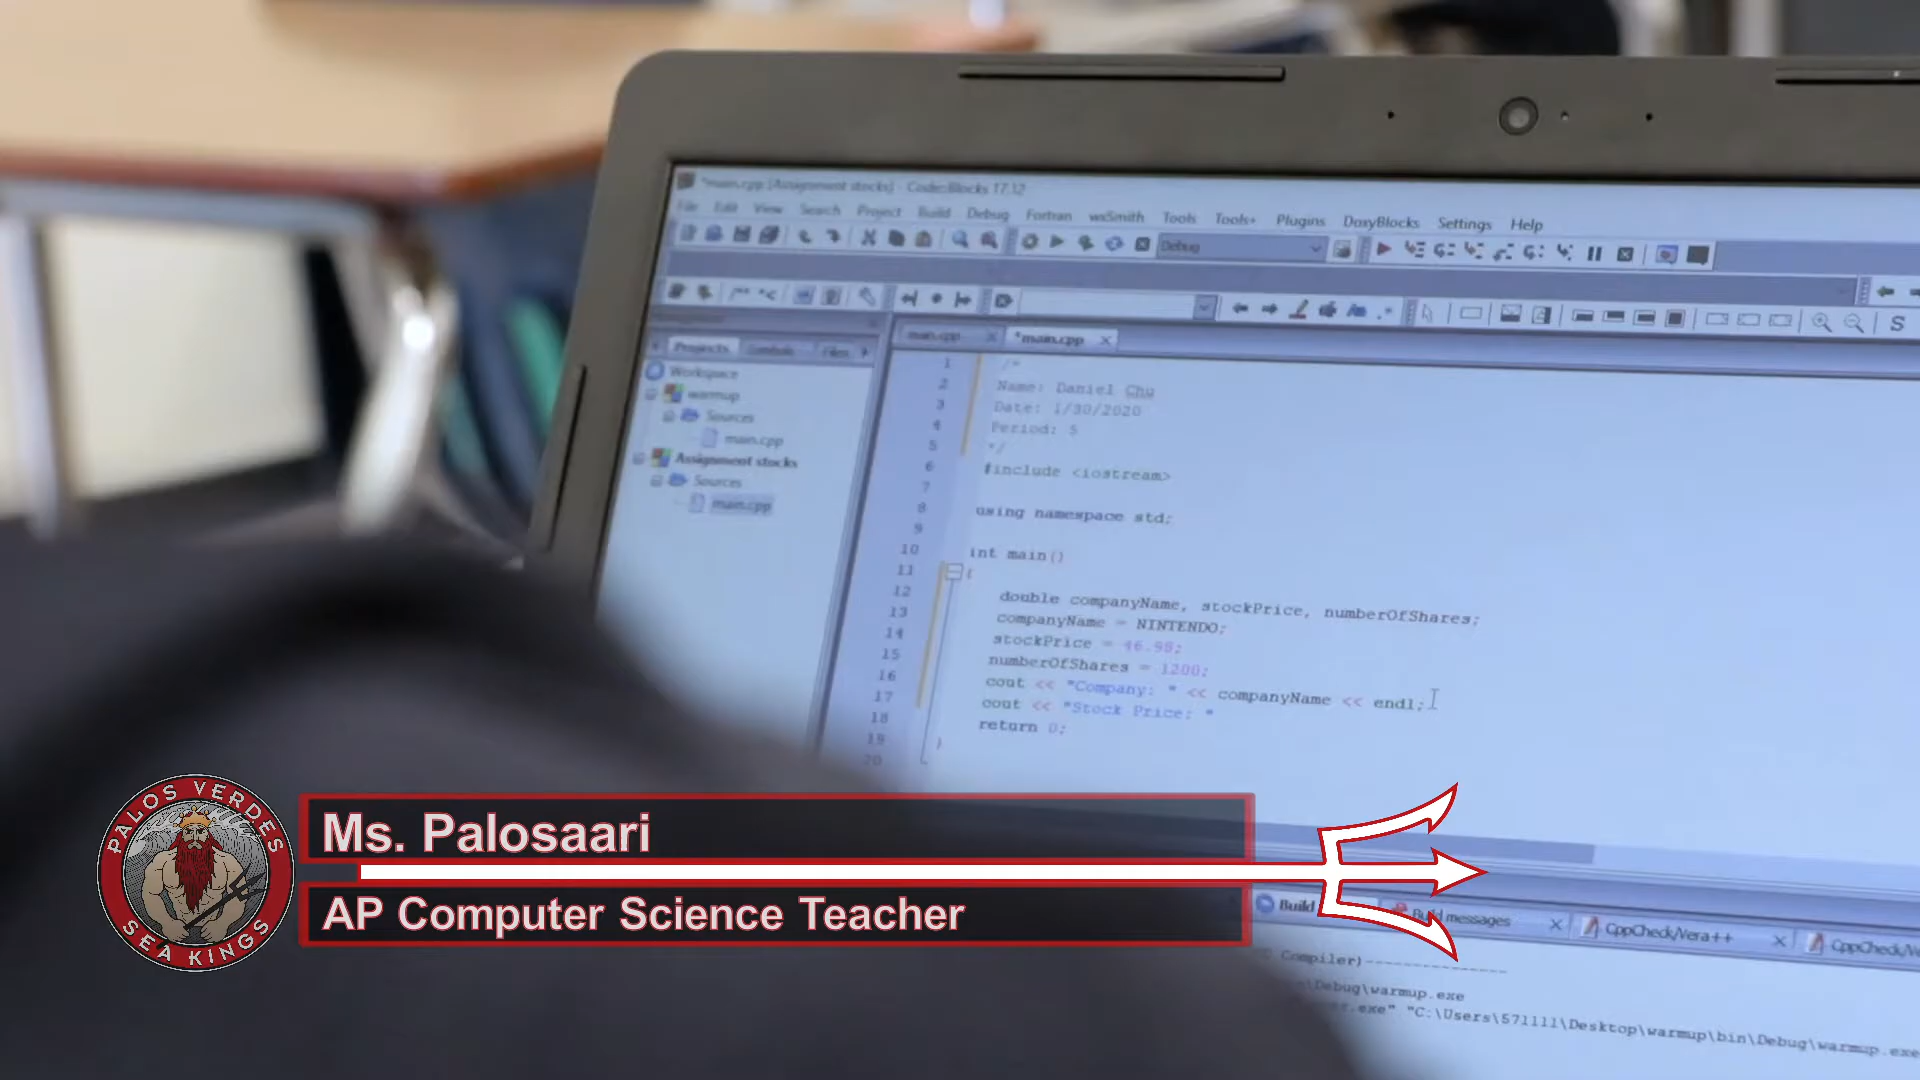 *main.cpp [Assignment stocks] - Code::Blocks 17.12
File Edit View Search Project Build Debug Fortran wxSmith Tools Tools+ Plugins DoxyBlocks Settings Help
Debug
S
Projects Symbols Files
main.cpp
*main.cpp
Workspace
warmup
Sources
main.cpp
Assignment stocks
Sources
main.cpp
1 /*
2 Name: Daniel Chu
3 Date: 1/30/2020
4 Period: 5
5 */
6 #include <iostream>
7
8 using namespace std;
9
10 int main()
11 {
12 double companyName, stockPrice, numberOfShares;
13 companyName = NINTENDO;
14 stockPrice = 46.98;
15 numberOfShares = 1200;
16 cout << "Company: " << companyName << endl;
17 cout << "Stock Price: "
18 return 0;
19 }
20
PALOS VERDES
SEA KINGS
Ms. Palosaari
AP Computer Science Teacher
Build
Build messages
CppCheck/Vera++
Compiler)---------------
\Debug\warmup.exe
.exe" "C:\Users\571111\Desktop\warmup\bin\Debug\warmup.exe